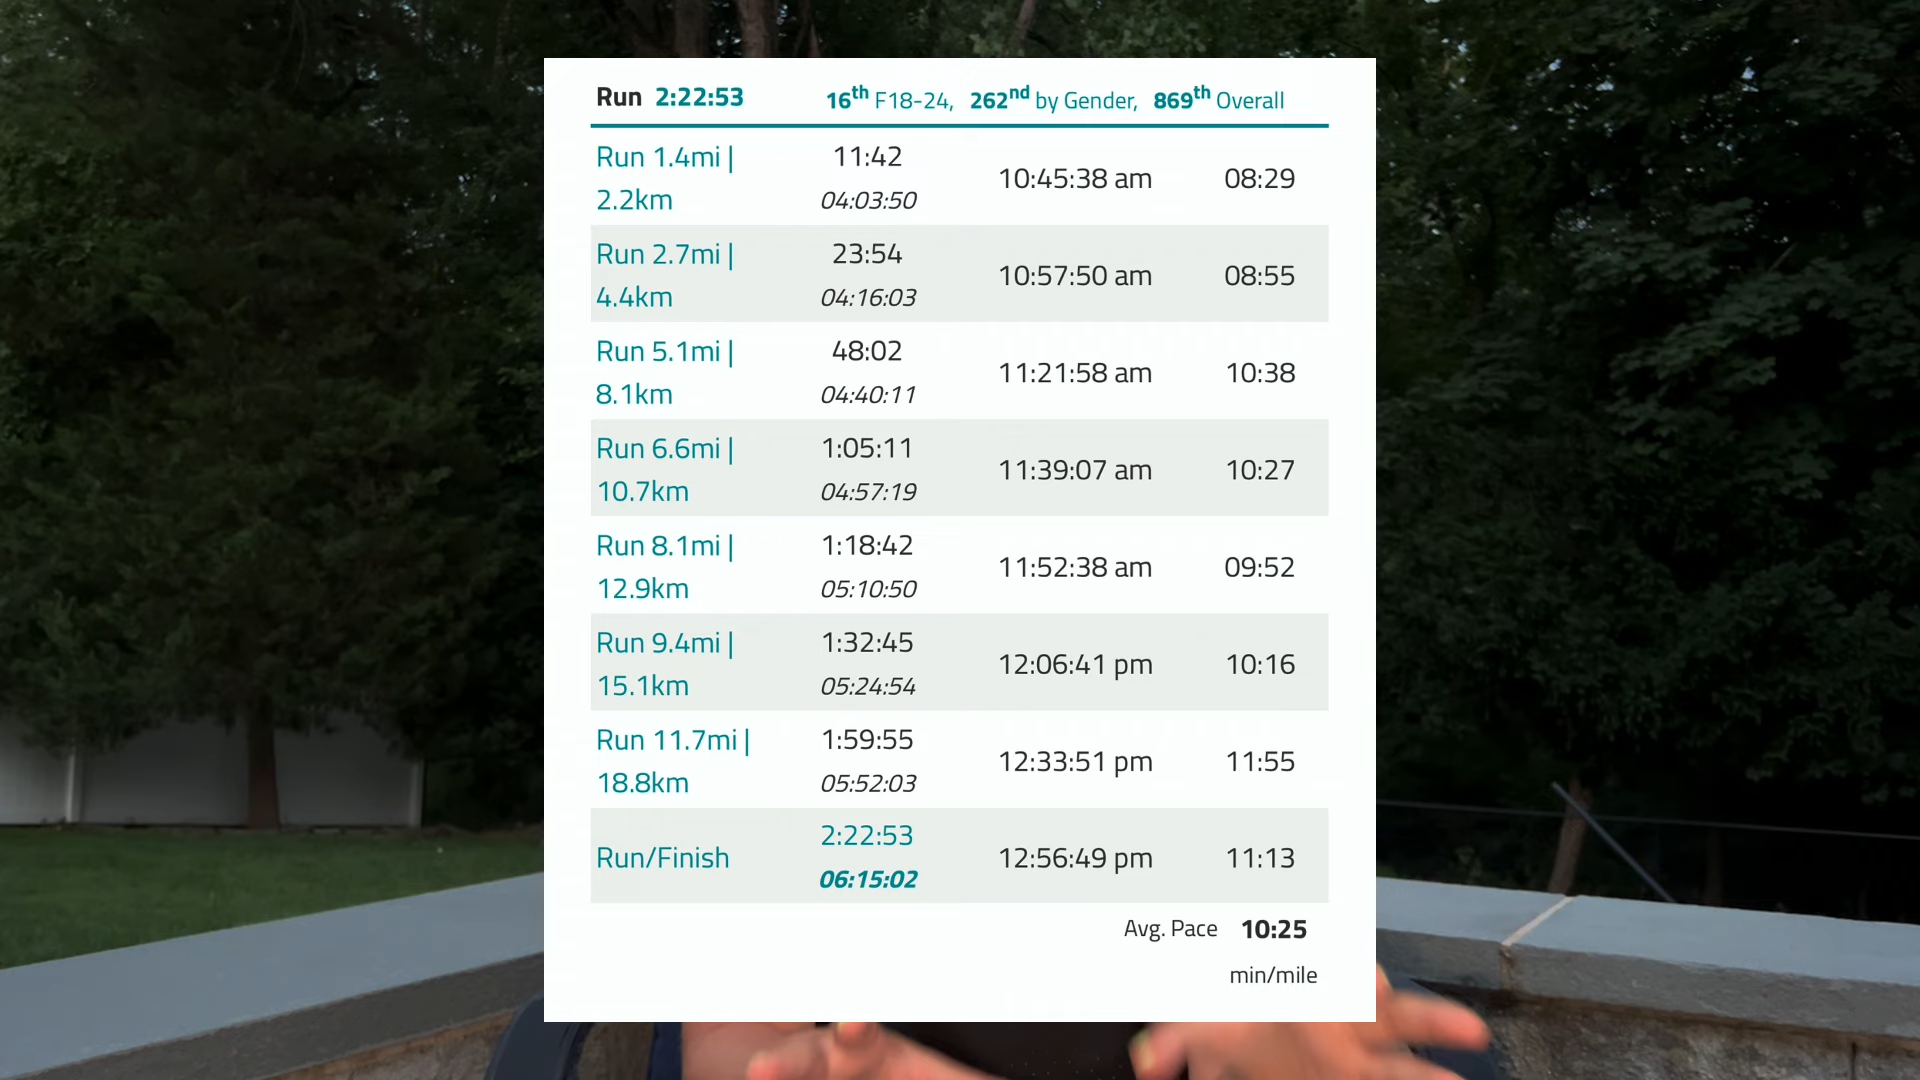 Run 2:22:53 16th F18-24, 262nd by Gender, 869th Overall
Run 1.4mi | 11:42 10:45:38 am 08:29
2.2km 04:03:50
Run 2.7mi | 23:54 10:57:50 am 08:55
4.4km 04:16:03
Run 5.1mi | 48:02 11:21:58 am 10:38
8.1km 04:40:11
Run 6.6mi | 1:05:11 11:39:07 am 10:27
10.7km 04:57:19
Run 8.1mi | 1:18:42 11:52:38 am 09:52
12.9km 05:10:50
Run 9.4mi | 1:32:45 12:06:41 pm 10:16
15.1km 05:24:54
Run 11.7mi | 1:59:55 12:33:51 pm 11:55
18.8km 05:52:03
Run/Finish 2:22:53 12:56:49 pm 11:13
06:15:02
Avg. Pace 10:25
min/mile